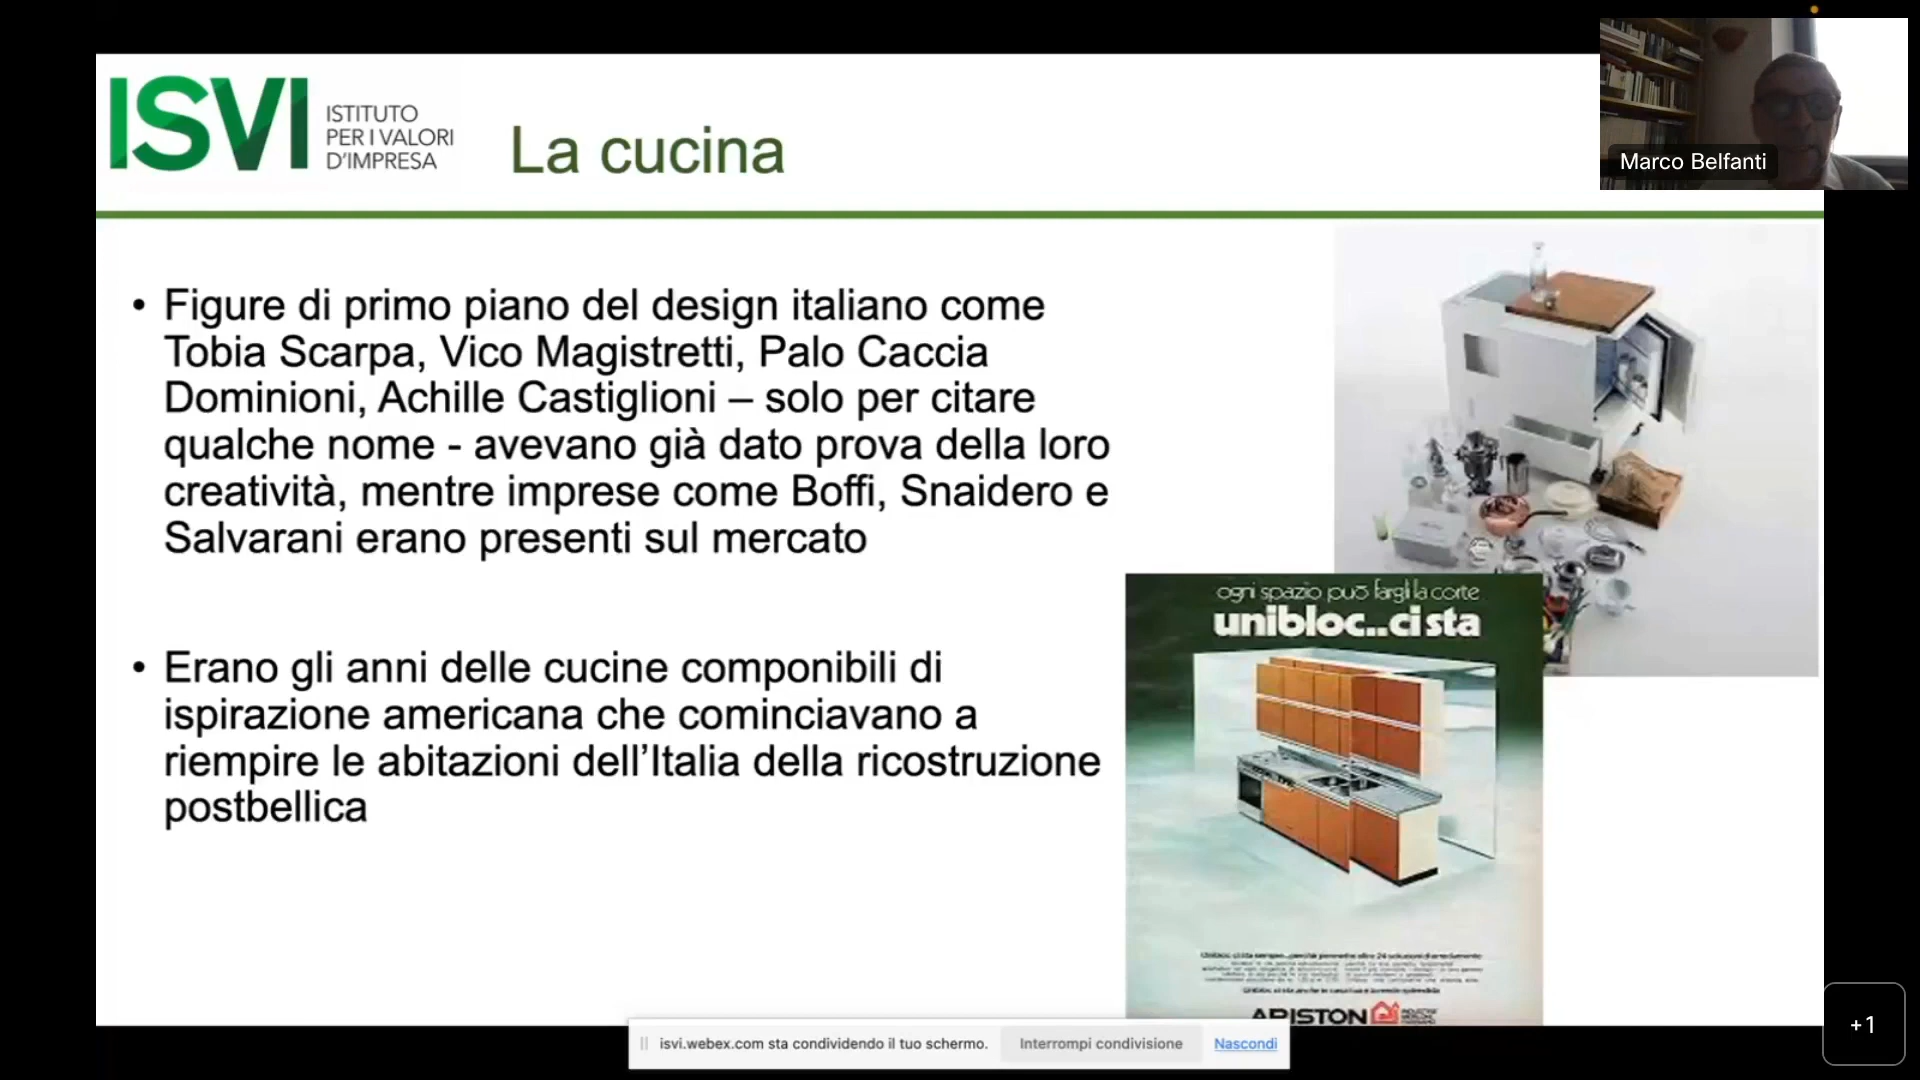 ISVI
ISTITUTO
PER I VALORI
D'IMPRESA
La cucina
Marco Belfanti
• Figure di primo piano del design italiano come
Tobia Scarpa, Vico Magistretti, Palo Caccia
Dominioni, Achille Castiglioni – solo per citare
qualche nome - avevano già dato prova della loro
creatività, mentre imprese come Boffi, Snaidero e
Salvarani erano presenti sul mercato
• Erano gli anni delle cucine componibili di
ispirazione americana che cominciavano a
riempire le abitazioni dell’Italia della ricostruzione
postbellica
ogni spazio può fargli la corte
unibloc..ci sta
ARISTON
isvi.webex.com sta condividendo il tuo schermo.
Interrompi condivisione
Nascondi
+1